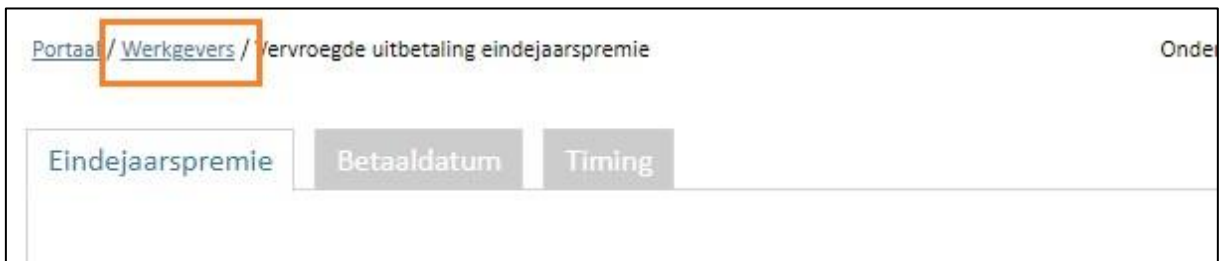 Portaal / Werkgevers / Vervroegde uitbetaling eindejaarspremie
Eindejaarspremie Betaaldatum Timing